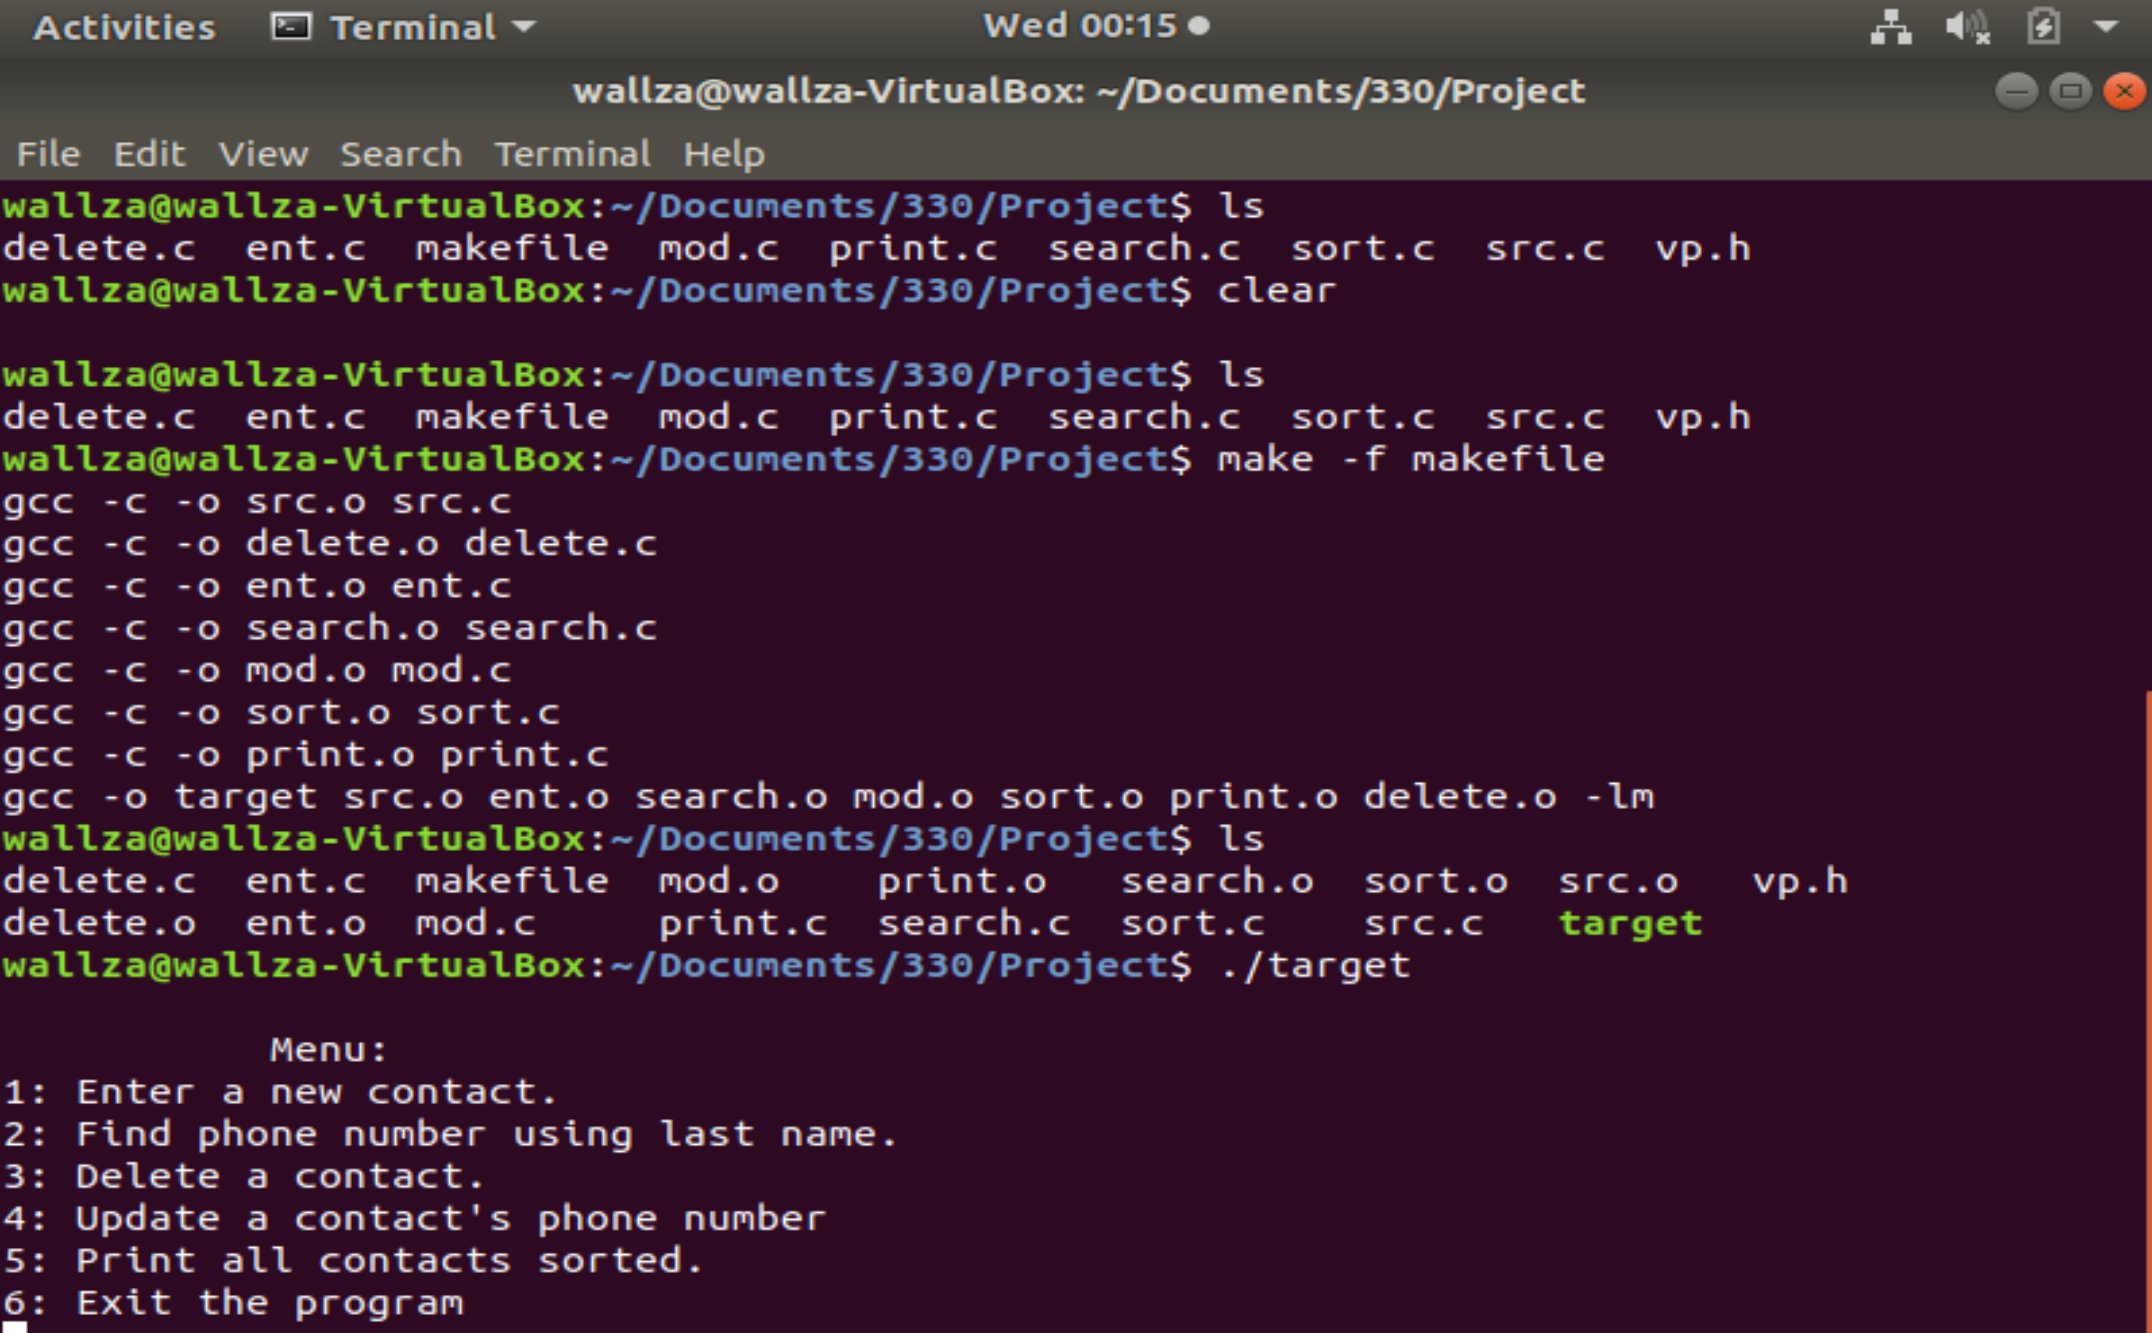 Activities Terminal Wed 00:15
wallza@wallza-VirtualBox: ~/Documents/330/Project
File Edit View Search Terminal Help
wallza@wallza-VirtualBox:~/Documents/330/Project$ ls
delete.c ent.c makefile mod.c print.c search.c sort.c src.c vp.h
wallza@wallza-VirtualBox:~/Documents/330/Project$ clear
wallza@wallza-VirtualBox:~/Documents/330/Project$ ls
delete.c ent.c makefile mod.c print.c search.c sort.c src.c vp.h
wallza@wallza-VirtualBox:~/Documents/330/Project$ make -f makefile
gcc -c -o src.o src.c
gcc -c -o delete.o delete.c
gcc -c -o ent.o ent.c
gcc -c -o search.o search.c
gcc -c -o mod.o mod.c
gcc -c -o sort.o sort.c
gcc -c -o print.o print.c
gcc -o target src.o ent.o search.o mod.o sort.o print.o delete.o -lm
wallza@wallza-VirtualBox:~/Documents/330/Project$ ls
delete.c ent.c makefile mod.o print.o search.o sort.o src.o vp.h
delete.o ent.o mod.c print.c search.c sort.c src.c target
wallza@wallza-VirtualBox:~/Documents/330/Project$ ./target
Menu:
1: Enter a new contact.
2: Find phone number using last name.
3: Delete a contact.
4: Update a contact's phone number
5: Print all contacts sorted.
6: Exit the program